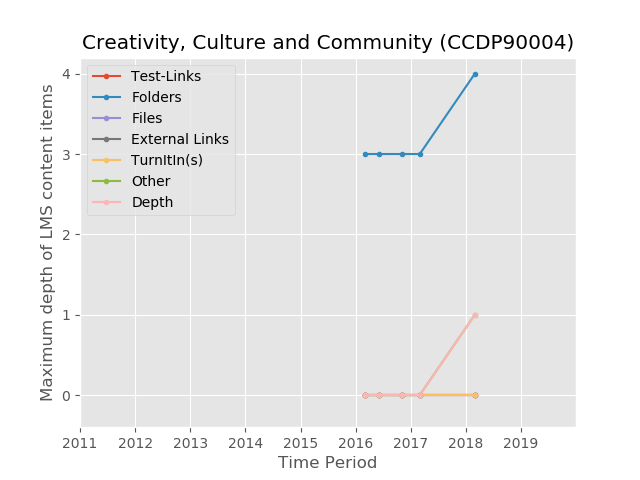 Creativity, Culture and Community (CCDP90004)
Test-Links
Folders
Files
External Links
TurnItIn(s)
Other
Depth
Maximum depth of LMS content items
4
3
2
1
0
2011 2012 2013 2014 2015 2016 2017 2018 2019
Time Period